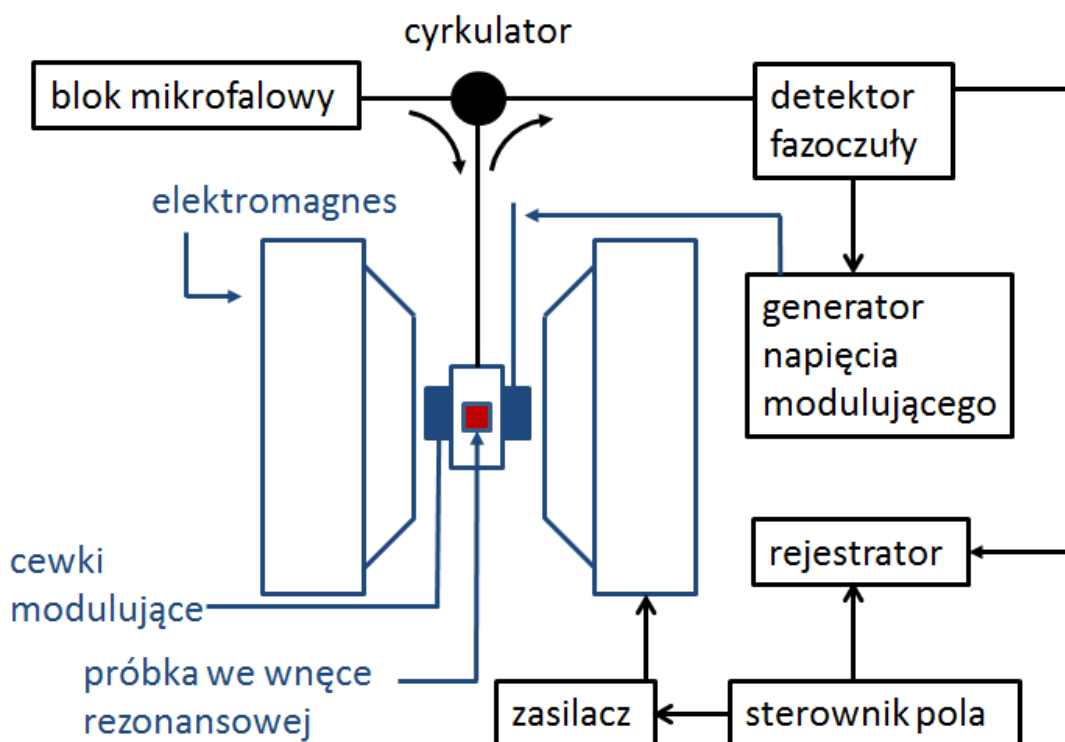 cyrkulator
blok mikrofalowy
detektor
fazoczuły
elektromagnes
generator
napięcia
modulującego
rejestrator
cewki
modulujące
próbka we wnęce
rezonansowej
zasilacz
sterownik pola